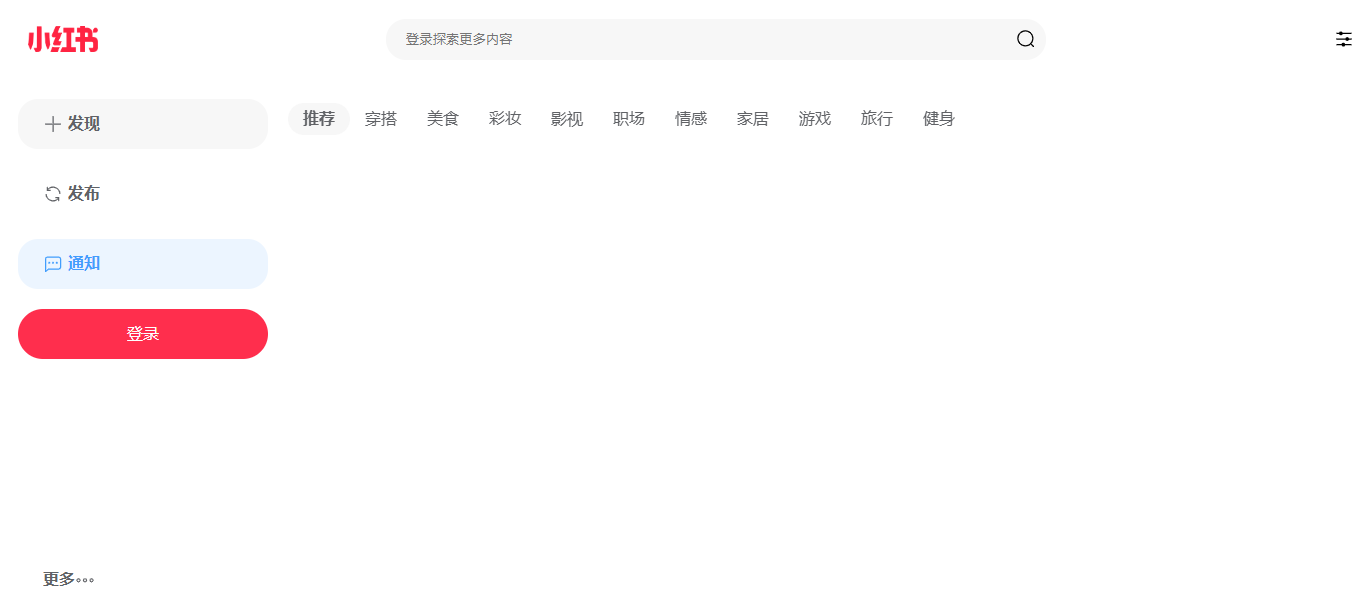 小红书
登录探索更多内容
发现
推荐 穿搭 美食 彩妆 影视 职场 情感 家居 游戏 旅行 健身
发布
通知
登录
更多